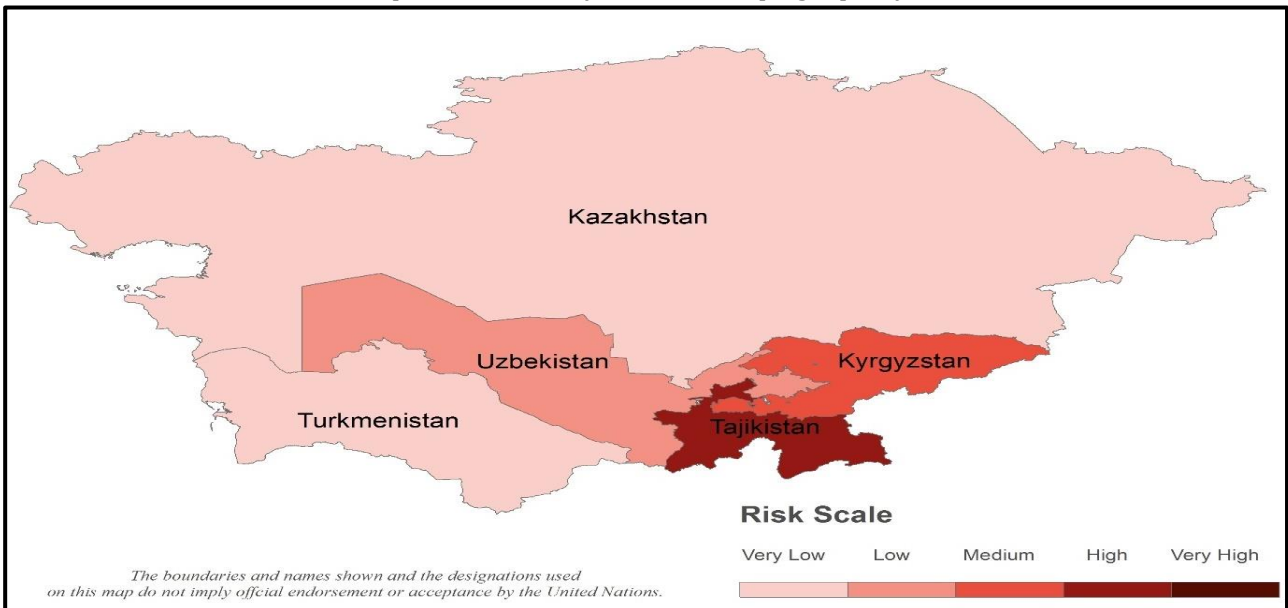 Kazakhstan
Uzbekistan
Kyrgyzstan
Turkmenistan
Tajikistan
Risk Scale
Very Low Low Medium High Very High
The boundaries and names shown and the designations used
on this map do not imply offcial endorsement or acceptance by the United Nations.